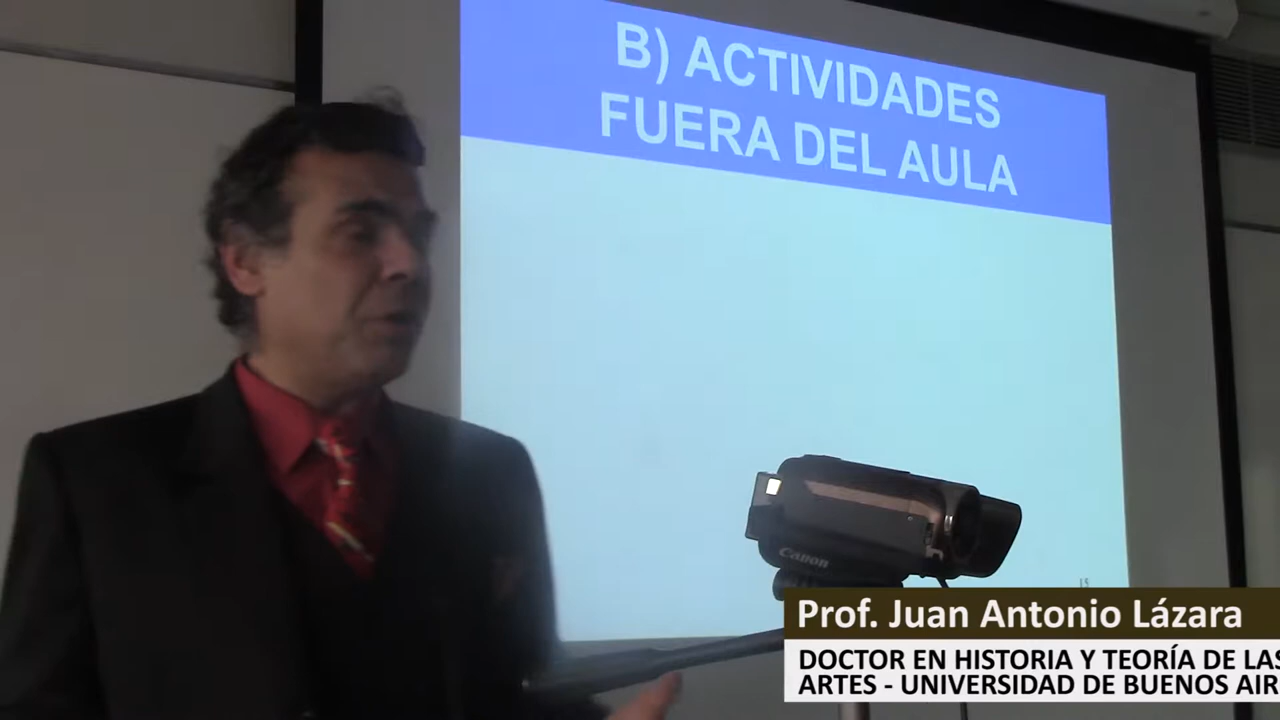 B) ACTIVIDADES
FUERA DEL AULA
Canon
15
Prof. Juan Antonio Lázara
DOCTOR EN HISTORIA Y TEORÍA DE LAS
ARTES - UNIVERSIDAD DE BUENOS AIR